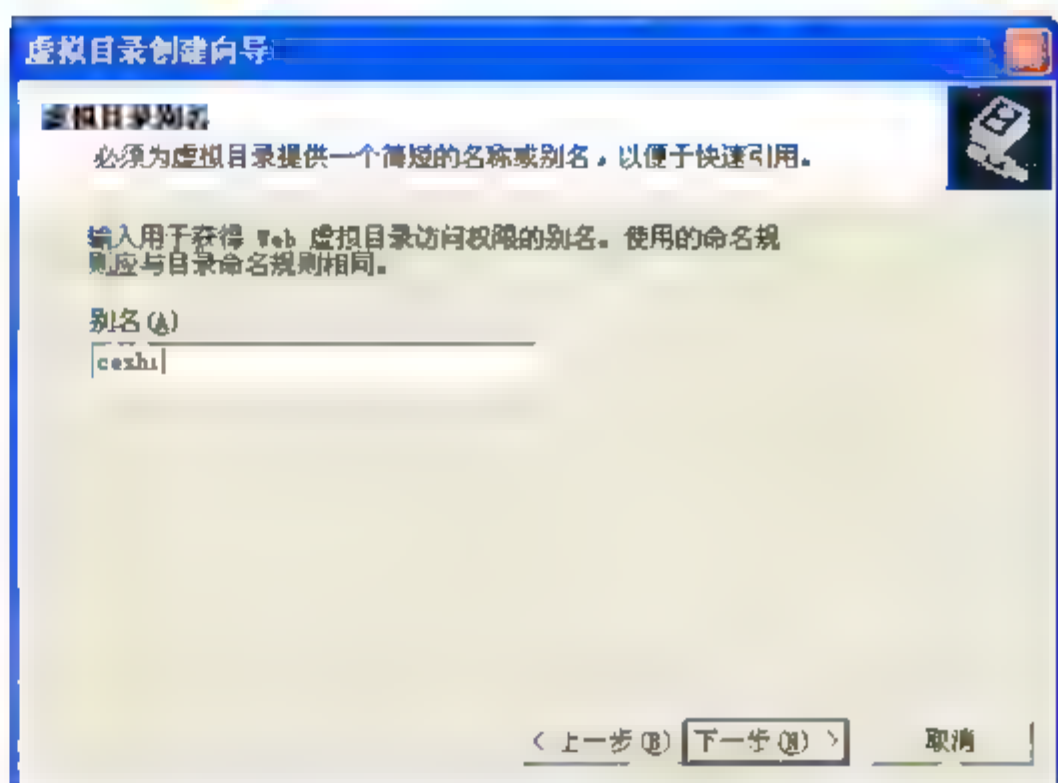 虚拟目录创建向导
虚拟目录别名
必须为虚拟目录提供一个简短的名称或别名，以便于快速引用。
输入用于获得 Web 虚拟目录访问权限的别名。使用的命名规
则应与目录命名规则相同。
别名(A)
ceshi
< 上一步(B)
下一步(N) >
取消